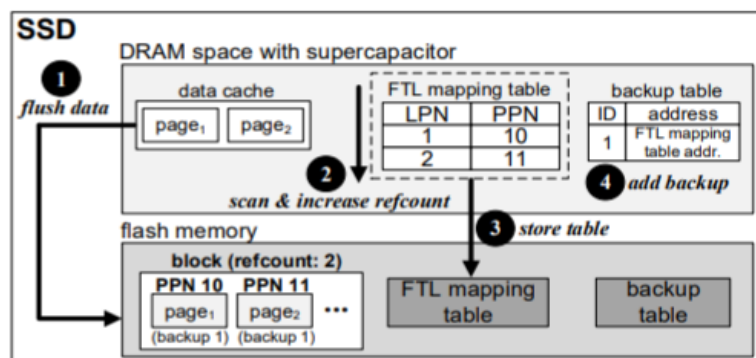 SSD
DRAM space with supercapacitor
1
flush data
data cache
page1 page2
2
scan & increase refcount
FTL mapping table
LPN PPN
1 10
2 11
backup table
ID address
1 FTL mapping
table addr.
4 add backup
3 store table
flash memory
block (refcount: 2)
PPN 10 PPN 11
page1 page2 •••
(backup 1) (backup 1)
FTL mapping
table
backup
table